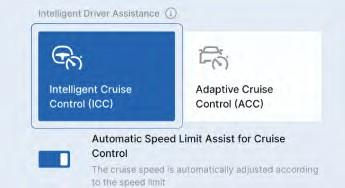 Intelligent Driver Assistance
Intelligent Cruise
Control (ICC)
Adaptive Cruise
Control (ACC)
Automatic Speed Limit Assist for Cruise
Control
The cruise speed is automatically adjusted according
to the speed limit